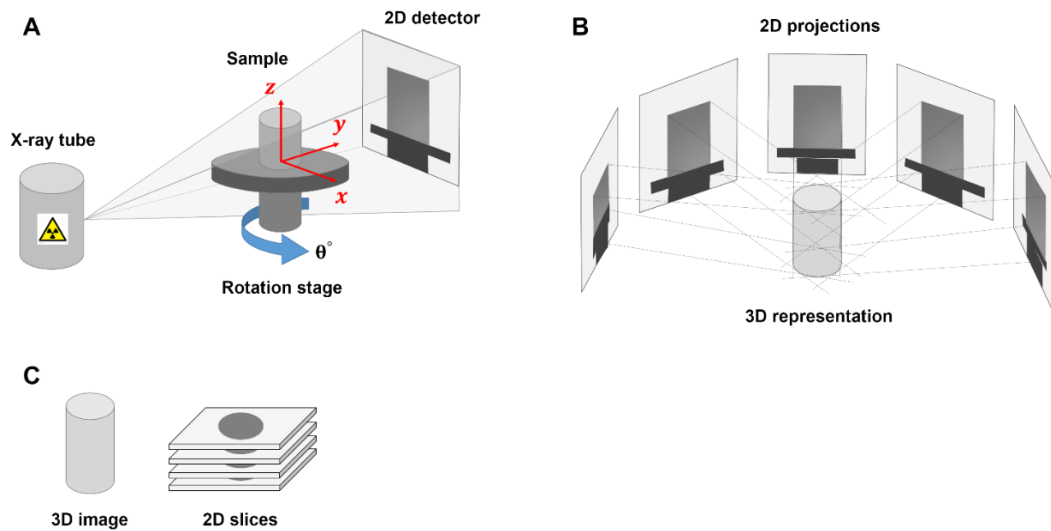 A
2D detector
Sample
z
y
x
X-ray tube
θ°
Rotation stage
B
2D projections
3D representation
C
3D image
2D slices